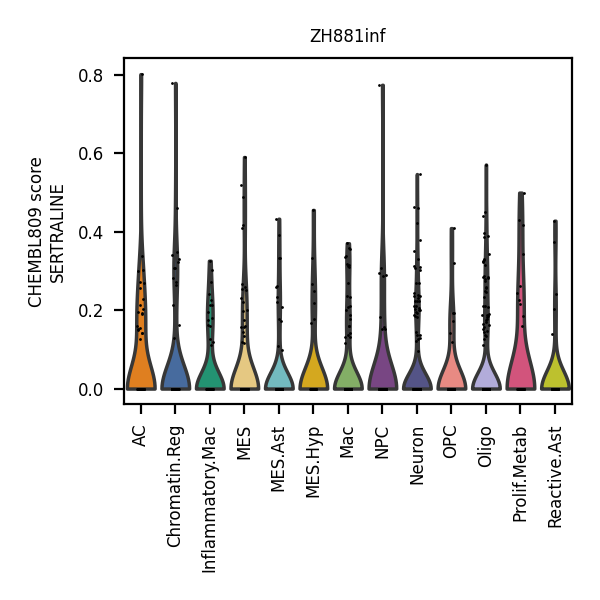 ZH881inf
CHEMBL809 score
SERTRALINE
0.8
0.6
0.4
0.2
0.0
AC
Chromatin.Reg
Inflammatory.Mac
MES
MES.Ast
MES.Hyp
Mac
NPC
Neuron
OPC
Oligo
Prolif.Metab
Reactive.Ast